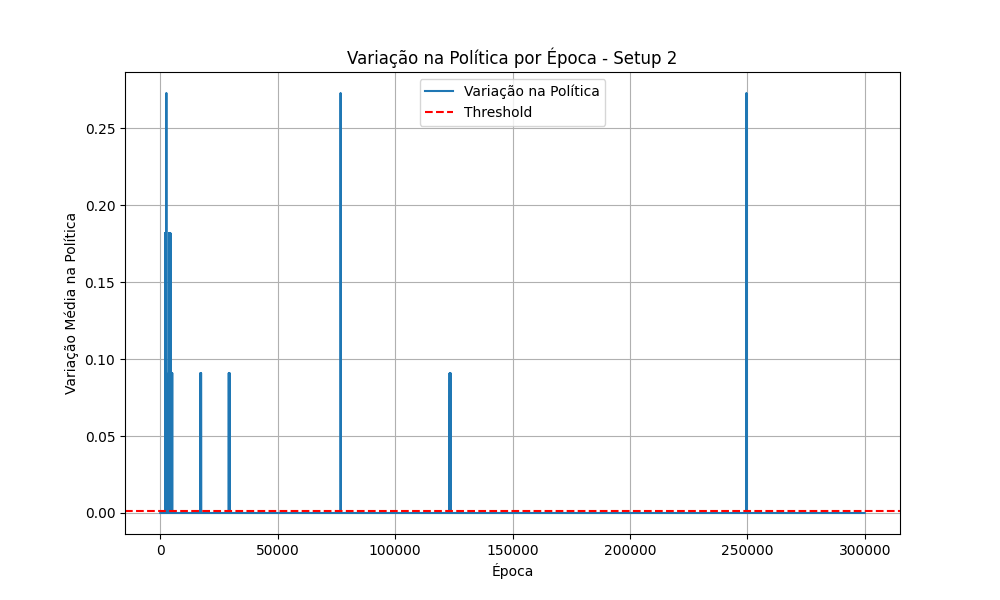 Variação na Política por Época - Setup 2
Variação na Política
Threshold
Variação Média na Política
0.25
0.20
0.15
0.10
0.05
0.00
0
50000
100000
150000
200000
250000
300000
Época